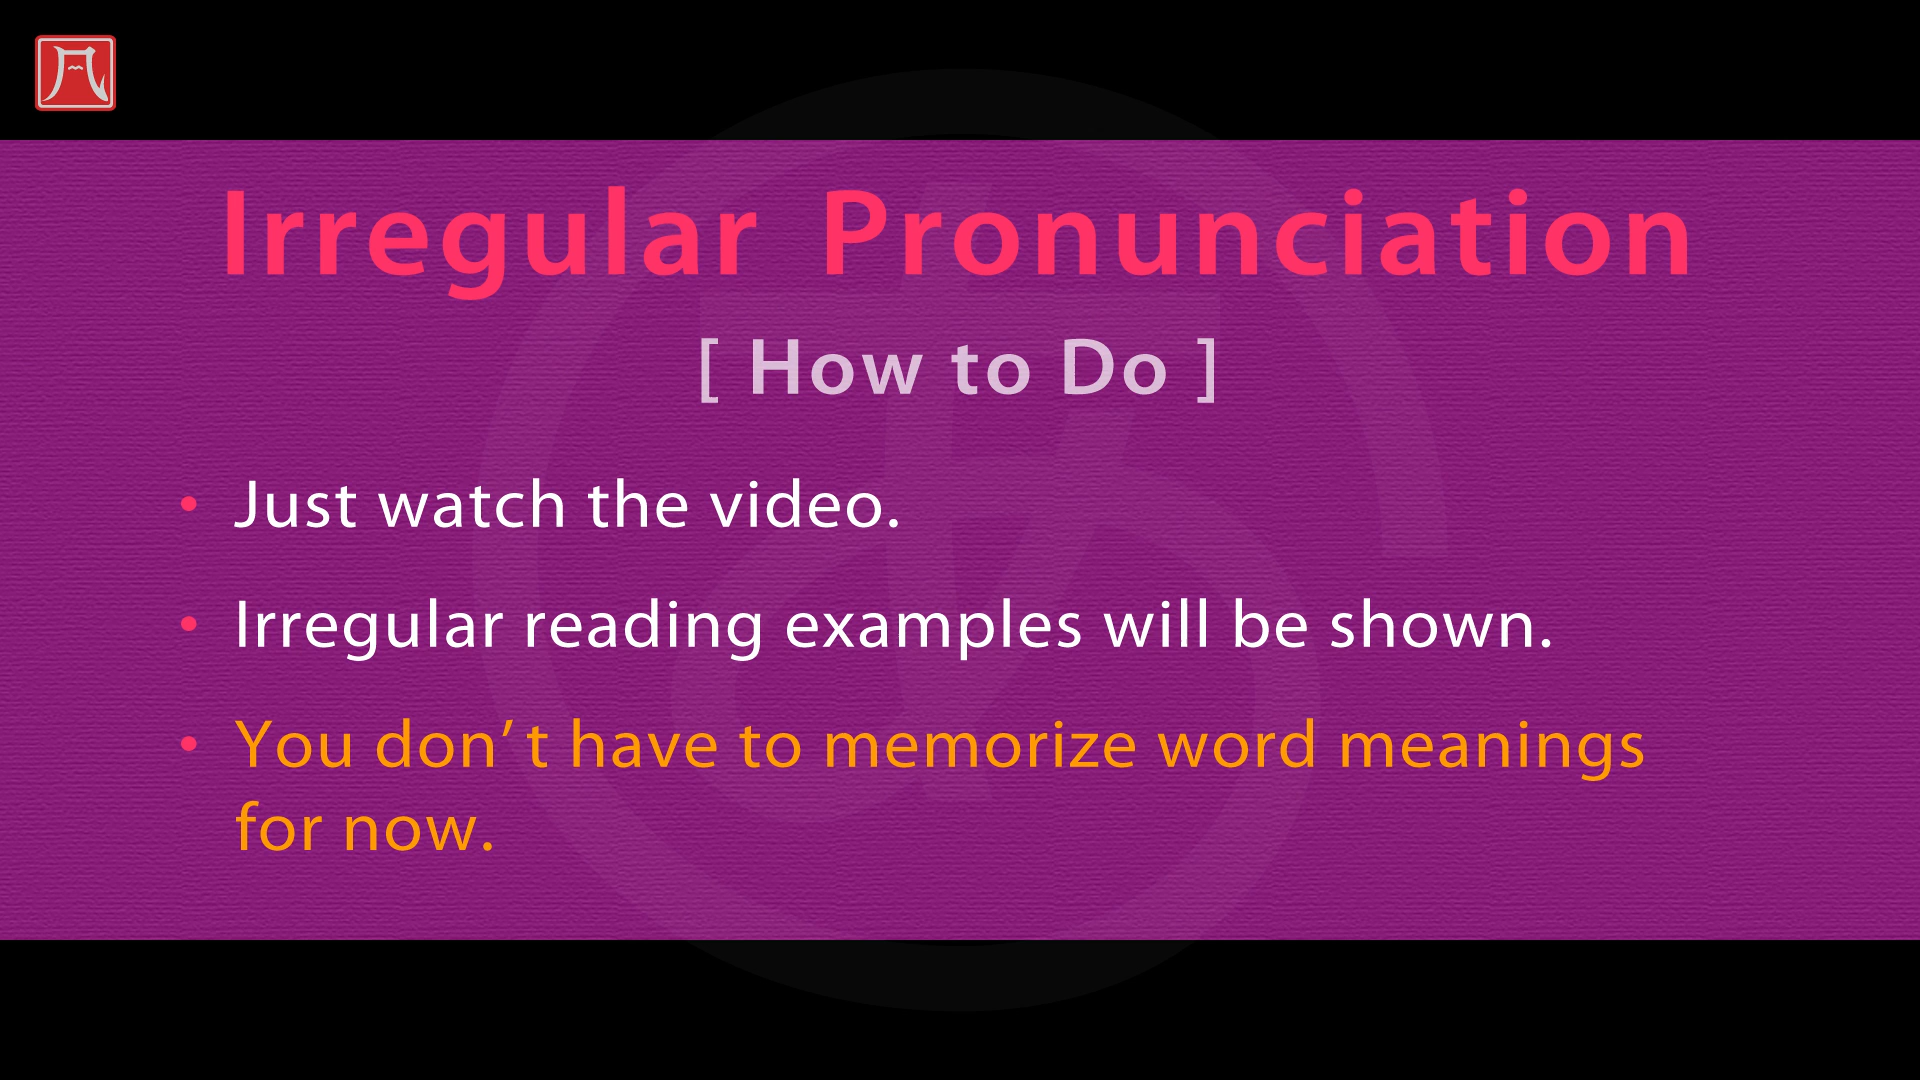 Irregular Pronunciation
[ How to Do ]
• Just watch the video.
• Irregular reading examples will be shown.
• You don’t have to memorize word meanings
for now.